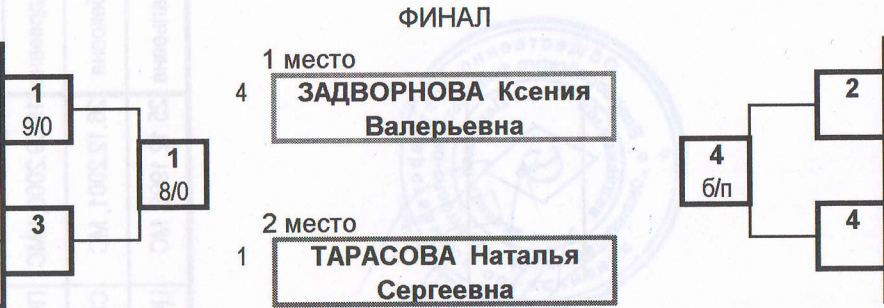 ФИНАЛ
1 место
1
9/0
4
ЗАДВОРНОВА Ксения
Валерьевна
2
1
8/0
4
б/п
3
2 место
4
1
ТАРАСОВА Наталья
Сергеевна